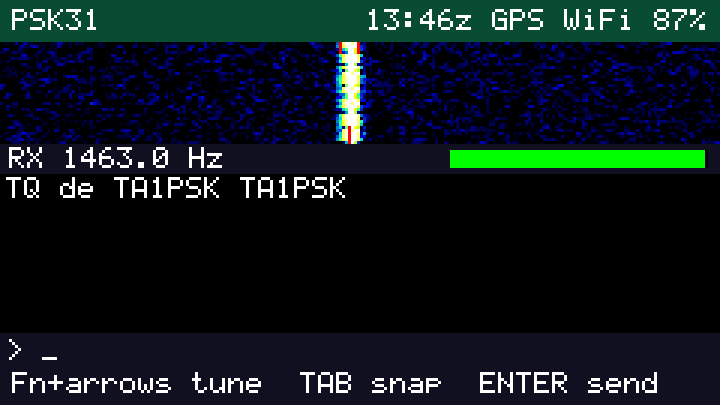 PSK31 13:46z GPS WiFi 87%
RX 1463.0 Hz
TQ de TA1PSK TA1PSK
> _
Fn+arrows tune TAB snap ENTER send